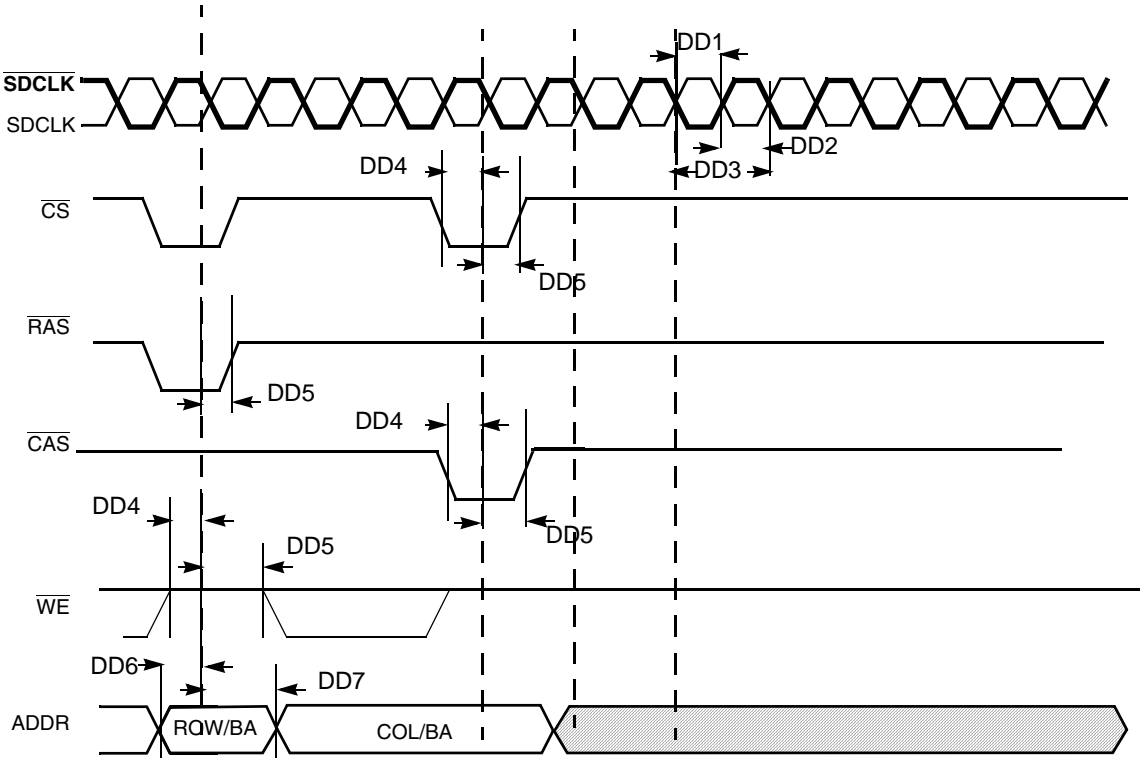 DD1
SDCLK
SDCLK
DD2
DD4
DD3
CS
DD5
RAS
DD5
DD4
CAS
DD4
DD5
DD5
WE
DD6
DD7
ADDR
ROW/BA
COL/BA